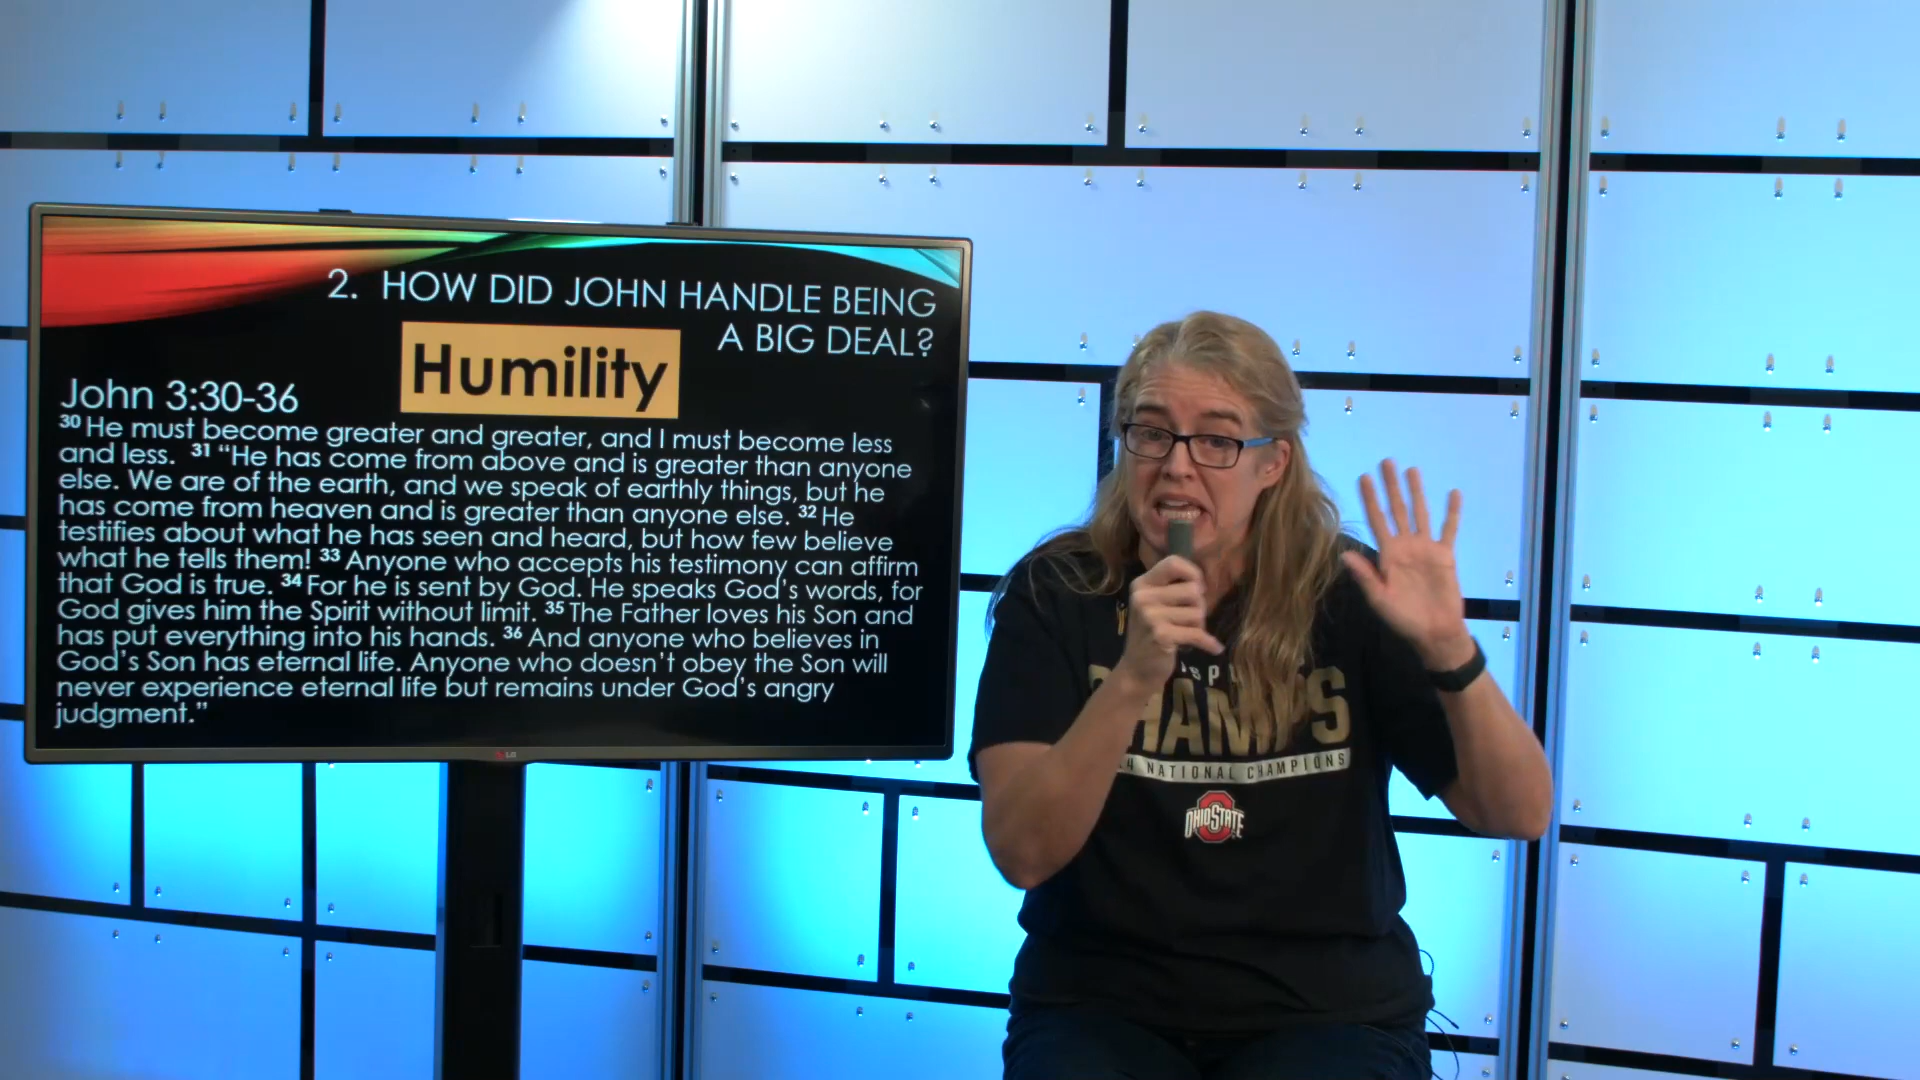 2. HOW DID JOHN HANDLE BEING
A BIG DEAL?
Humility
John 3:30-36
30 He must become greater and greater, and I must become less
and less. 31 “He has come from above and is greater than anyone
else. We are of the earth, and we speak of earthly things, but he
has come from heaven and is greater than anyone else. 32 He
testifies about what he has seen and heard, but how few believe
what he tells them! 33 Anyone who accepts his testimony can affirm
that God is true. 34 For he is sent by God. He speaks God’s words, for
God gives him the Spirit without limit. 35 The Father loves his Son and
has put everything into his hands. 36 And anyone who believes in
God’s Son has eternal life. Anyone who doesn’t obey the Son will
never experience eternal life but remains under God’s angry
judgment.”
LG
NATIONAL CHAMPIONS
OHIO STATE